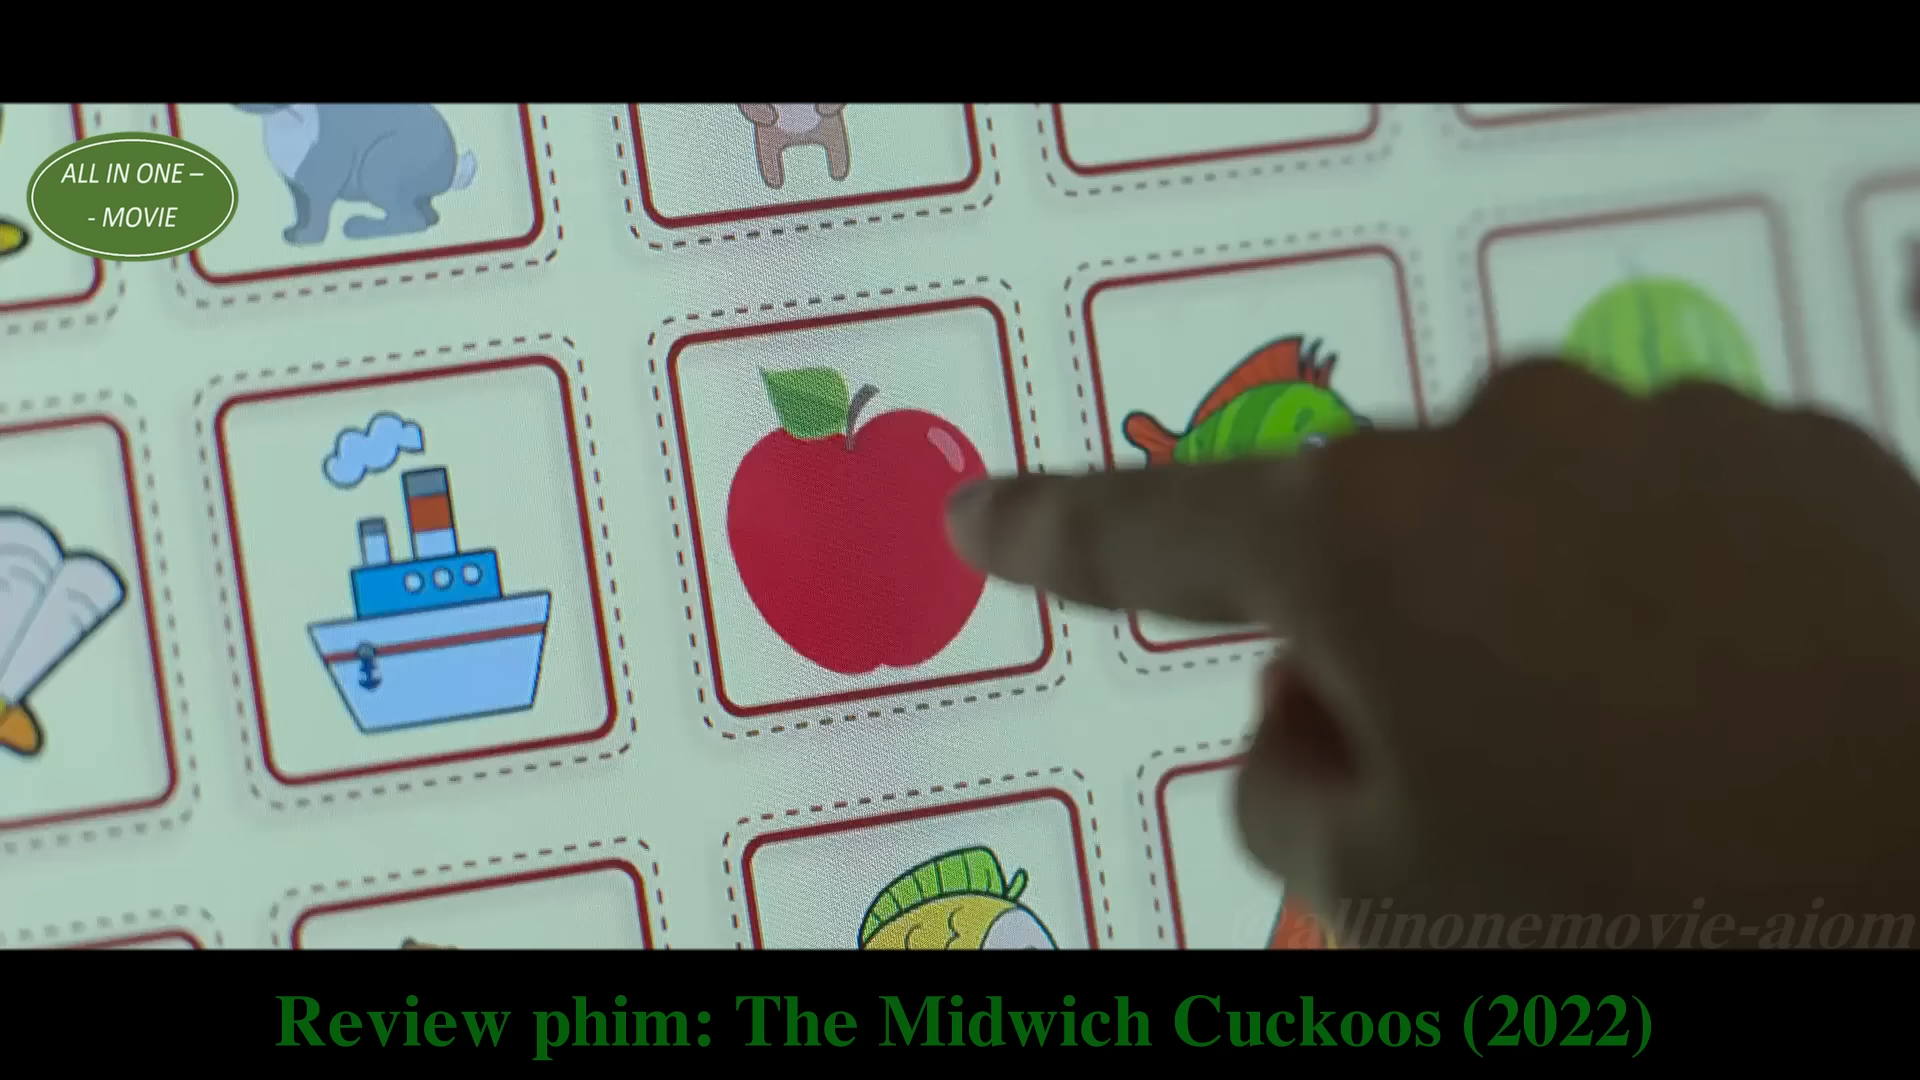 ALL IN ONE –
- MOVIE
allinonemovie-aiom
Review phim: The Midwich Cuckoos (2022)